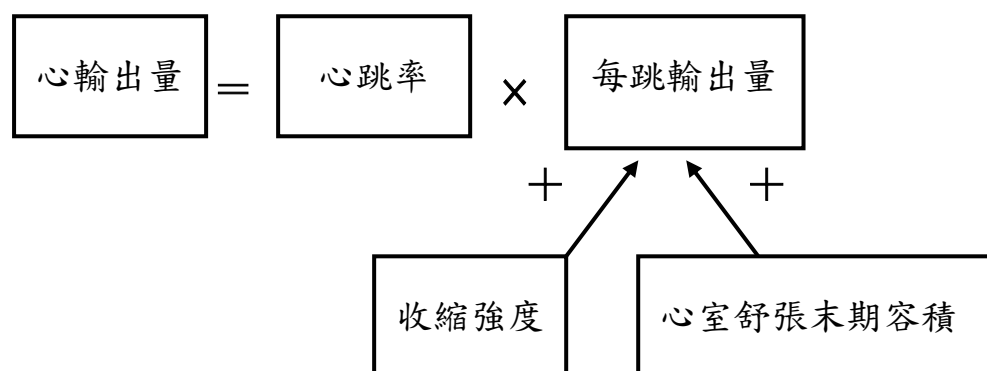 心輸出量 = 心跳率 × 每跳輸出量
+ +
收縮強度 心室舒張末期容積